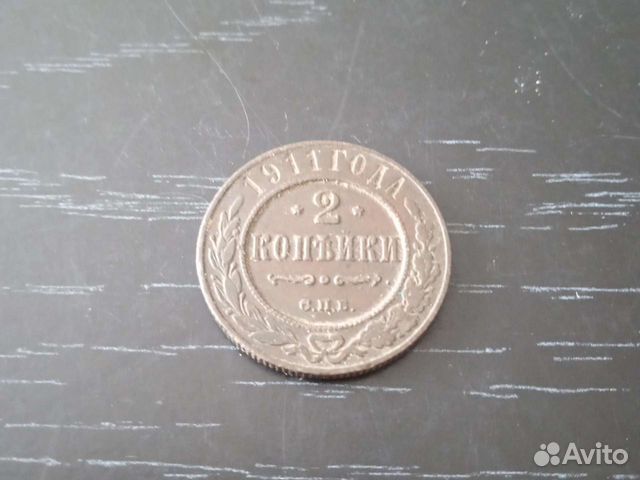 1911 ГОДА
* 2 *
КОПѢЙКИ
С.П.Б.
Avito